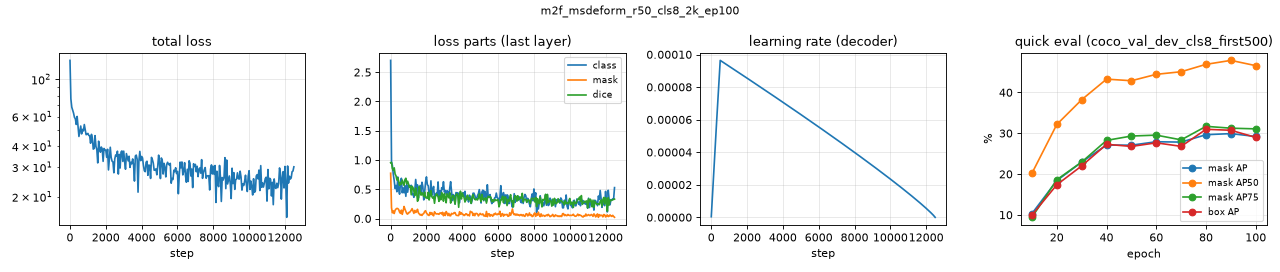 m2f_msdeform_r50_cls8_2k_ep100
total loss
10²
6 × 10¹
4 × 10¹
3 × 10¹
2 × 10¹
0 2000 4000 6000 8000 10000 12000
step
loss parts (last layer)
2.5
2.0
1.5
1.0
0.5
0.0
class
mask
dice
0 2000 4000 6000 8000 10000 12000
step
learning rate (decoder)
0.00010
0.00008
0.00006
0.00004
0.00002
0.00000
0 2000 4000 6000 8000 10000 12000
step
quick eval (coco_val_dev_cls8_first500)
%
40
30
20
10
mask AP
mask AP50
mask AP75
box AP
20 40 60 80 100
epoch